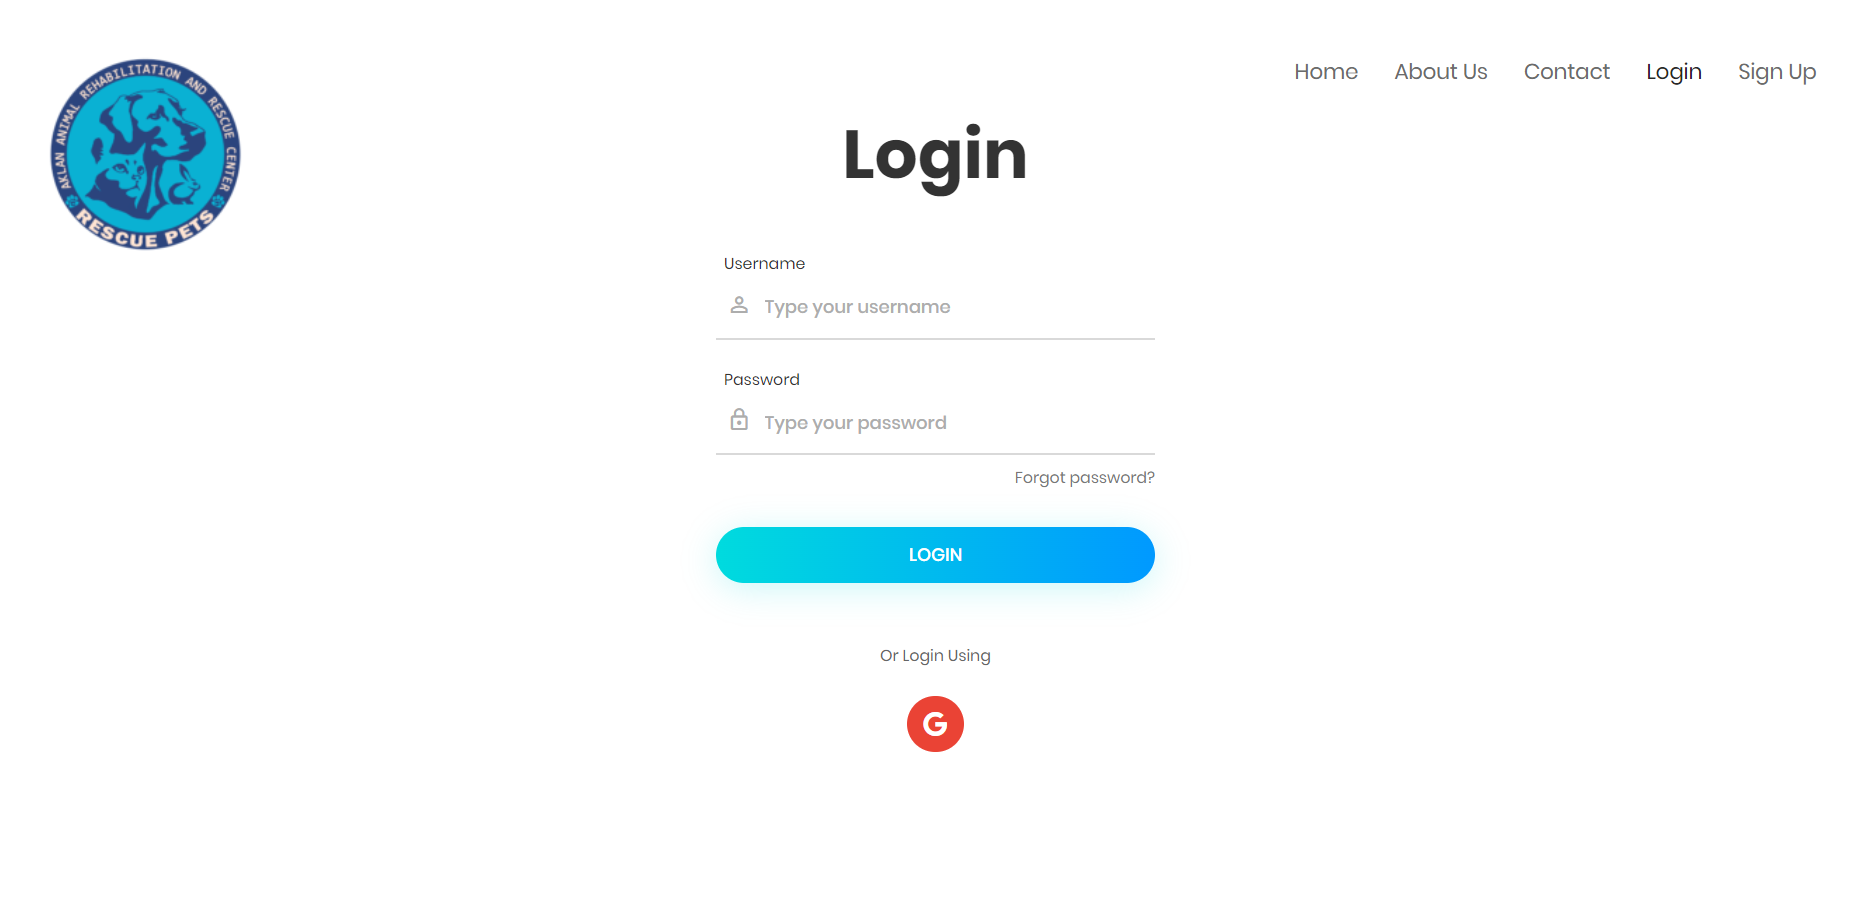 AKLAN ANIMAL REHABILITATION AND RESCUE CENTER
RESCUE PETS
Home About Us Contact Login Sign Up
Login
Username
Type your username
Password
Type your password
Forgot password?
LOGIN
Or Login Using
G